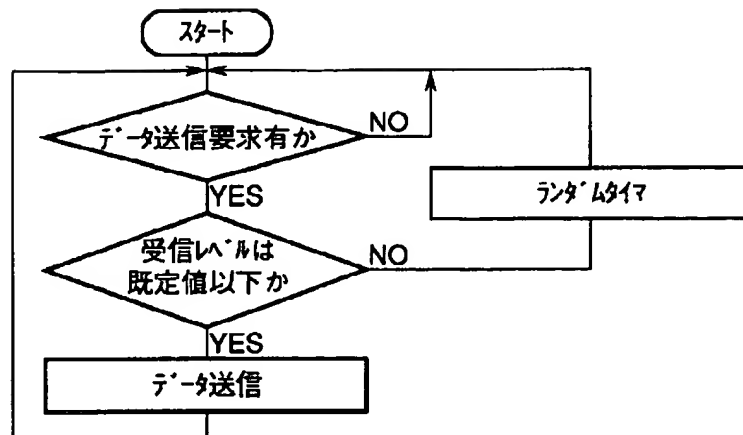 スタート
データ送信要求有か
NO
YES
ランダムタイマ
受信レベルは
既定値以下か
NO
YES
データ送信